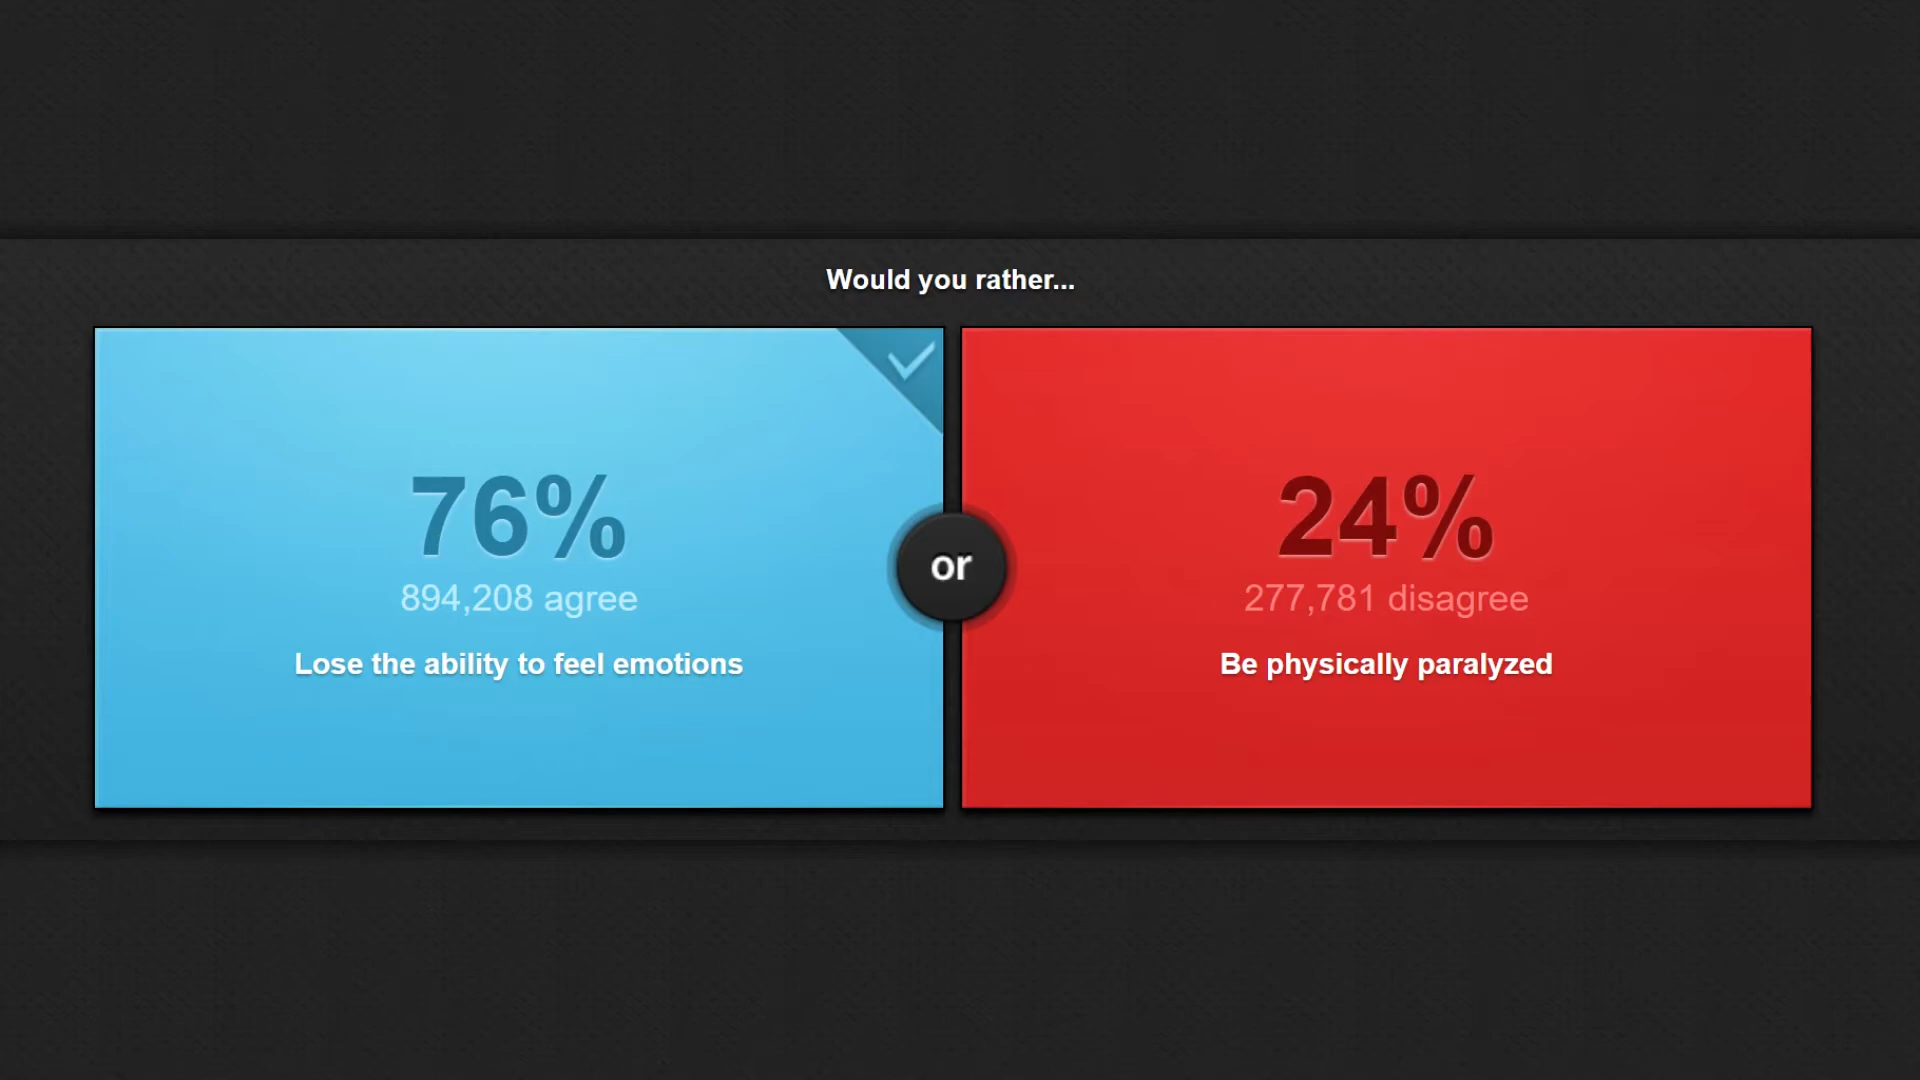 Would you rather...
76%
894,208 agree
Lose the ability to feel emotions
or
24%
277,781 disagree
Be physically paralyzed